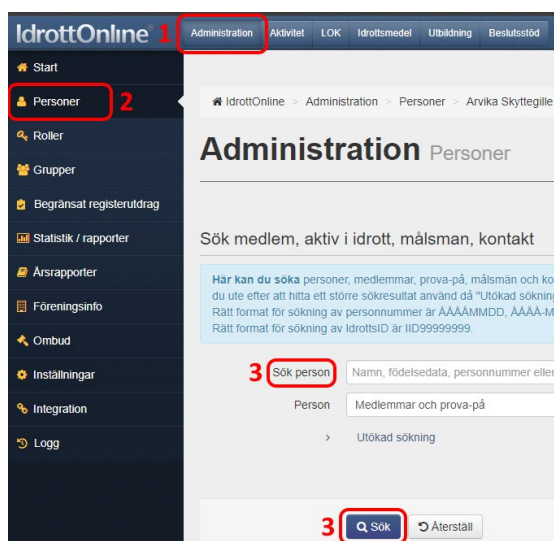 IdrottOnline 1 Administration Aktivitet LOK Idrottsmedel Utbildning Beslutsstöd
Start
Personer 2
Roller
Grupper
Begränsat registerutdrag
Statistik / rapporter
Årsrapporter
Föreningsinfo
Ombud
Inställningar
Integration
Logg
IdrottOnline > Administration > Personer > Arvika Skyttegille
Administration Personer
Sök medlem, aktiv i idrott, målsman, kontakt
Här kan du söka personer, medlemmar, prova-på, målsmän och ko
du ute efter att hitta ett större sökresultat använd då "Utökad sökning
Rätt format för sökning av personnummer är ÅÅÅÅMMDD, ÅÅÅÅ-M
Rätt format för sökning av IdrottsID är IID99999999.
3 Sök person Namn, födelsedata, personnummer eller
Person Medlemmar och prova-på
> Utökad sökning
3 Sök Återställ